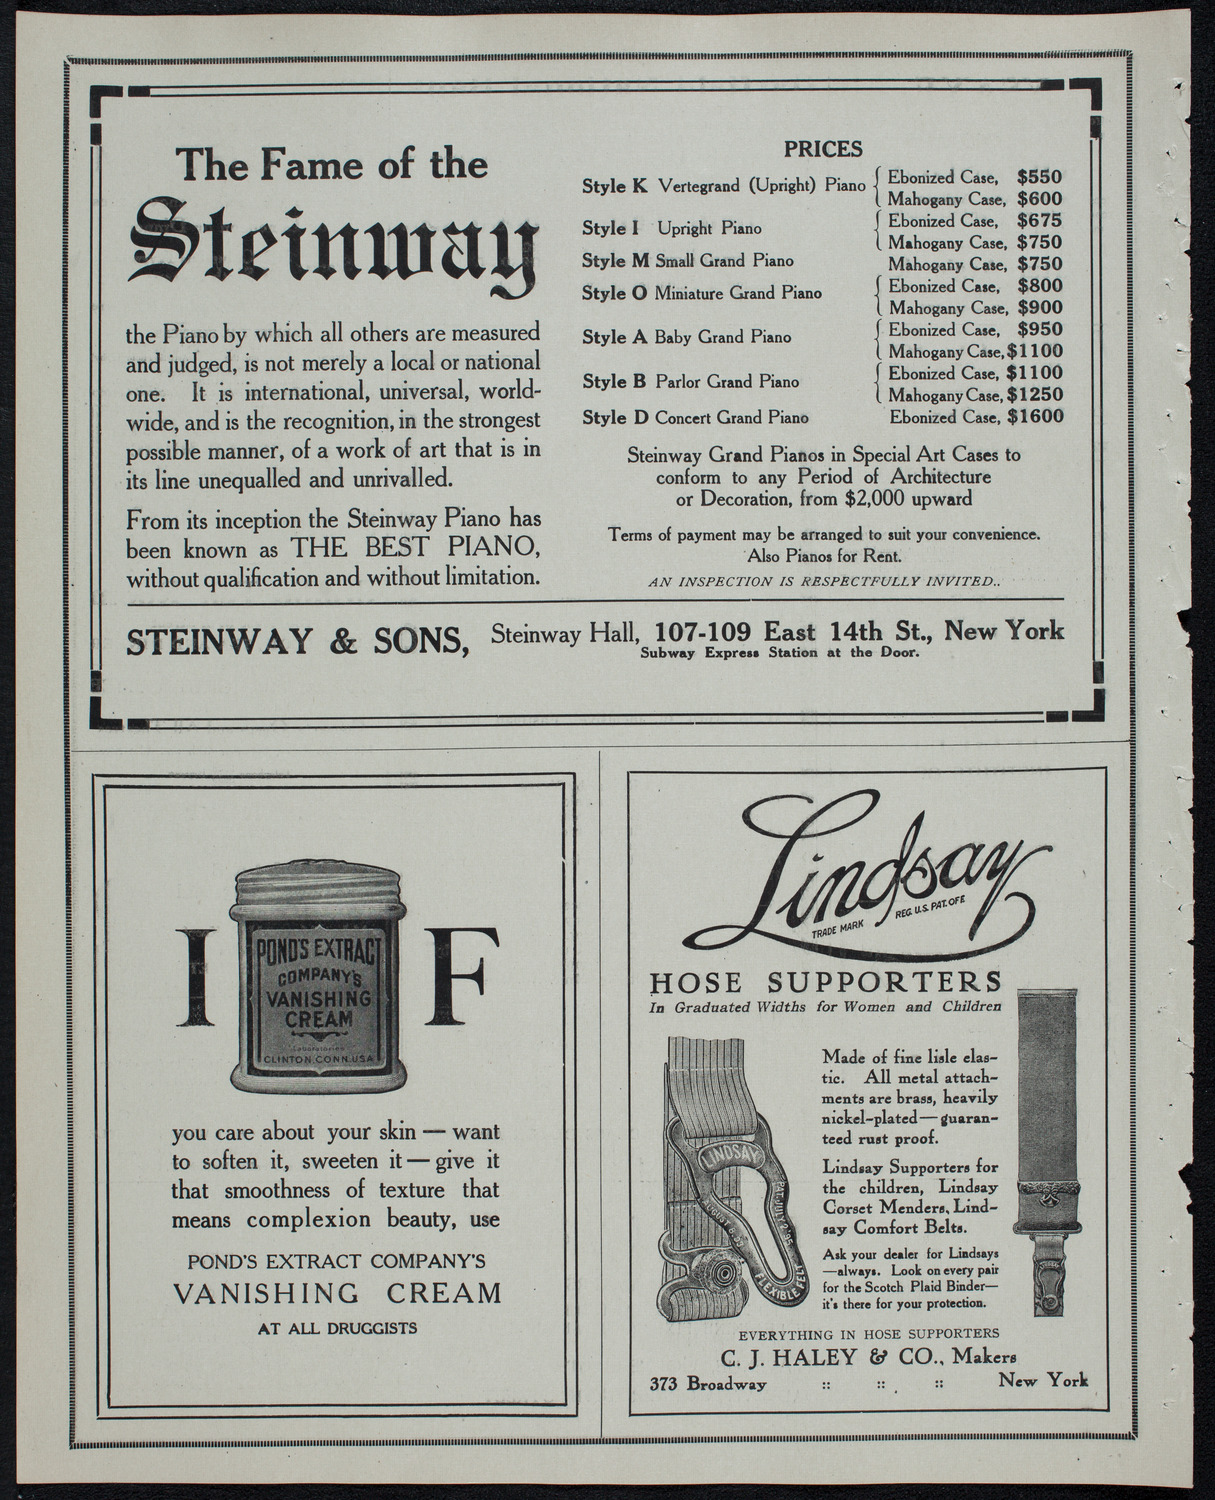 The Fame of the
Steinway
the Piano by which all others are measured
and judged, is not merely a local or national
one. It is international, universal, world-
wide, and is the recognition, in the strongest
possible manner, of a work of art that is in
its line unequalled and unrivalled.
From its inception the Steinway Piano has
been known as THE BEST PIANO,
without qualification and without limitation.
PRICES
Style K Vertegrand (Upright) Piano { Ebonized Case, $550
Mahogany Case, $600
Style I Upright Piano { Ebonized Case, $675
Mahogany Case, $750
Style M Small Grand Piano Mahogany Case, $750
Style O Miniature Grand Piano { Ebonized Case, $800
Mahogany Case, $900
Style A Baby Grand Piano { Ebonized Case, $950
Mahogany Case, $1100
Style B Parlor Grand Piano { Ebonized Case, $1100
Mahogany Case, $1250
Style D Concert Grand Piano Ebonized Case, $1600
Steinway Grand Pianos in Special Art Cases to
conform to any Period of Architecture
or Decoration, from $2,000 upward
Terms of payment may be arranged to suit your convenience.
Also Pianos for Rent.
AN INSPECTION IS RESPECTFULLY INVITED..
STEINWAY & SONS, Steinway Hall, 107-109 East 14th St., New York
Subway Express Station at the Door.
I F
POND'S EXTRACT
COMPANY'S
VANISHING
CREAM
Laboratories
CLINTON, CONN. USA
you care about your skin — want
to soften it, sweeten it — give it
that smoothness of texture that
means complexion beauty, use
POND'S EXTRACT COMPANY'S
VANISHING CREAM
AT ALL DRUGGISTS
Lindsay
TRADE MARK REG. U.S. PAT. OFF.
HOSE SUPPORTERS
In Graduated Widths for Women and Children
LINDSAY
FLEXIBLE FELT
Made of fine lisle elas-
tic. All metal attach-
ments are brass, heavily
nickel-plated — guaran-
teed rust proof.
Lindsay Supporters for
the children, Lindsay
Corset Menders, Lind-
say Comfort Belts.
Ask your dealer for Lindsays
—always. Look on every pair
for the Scotch Plaid Binder—
it's there for your protection.
EVERYTHING IN HOSE SUPPORTERS
C. J. HALEY & CO., Makers
373 Broadway :: :: :: New York